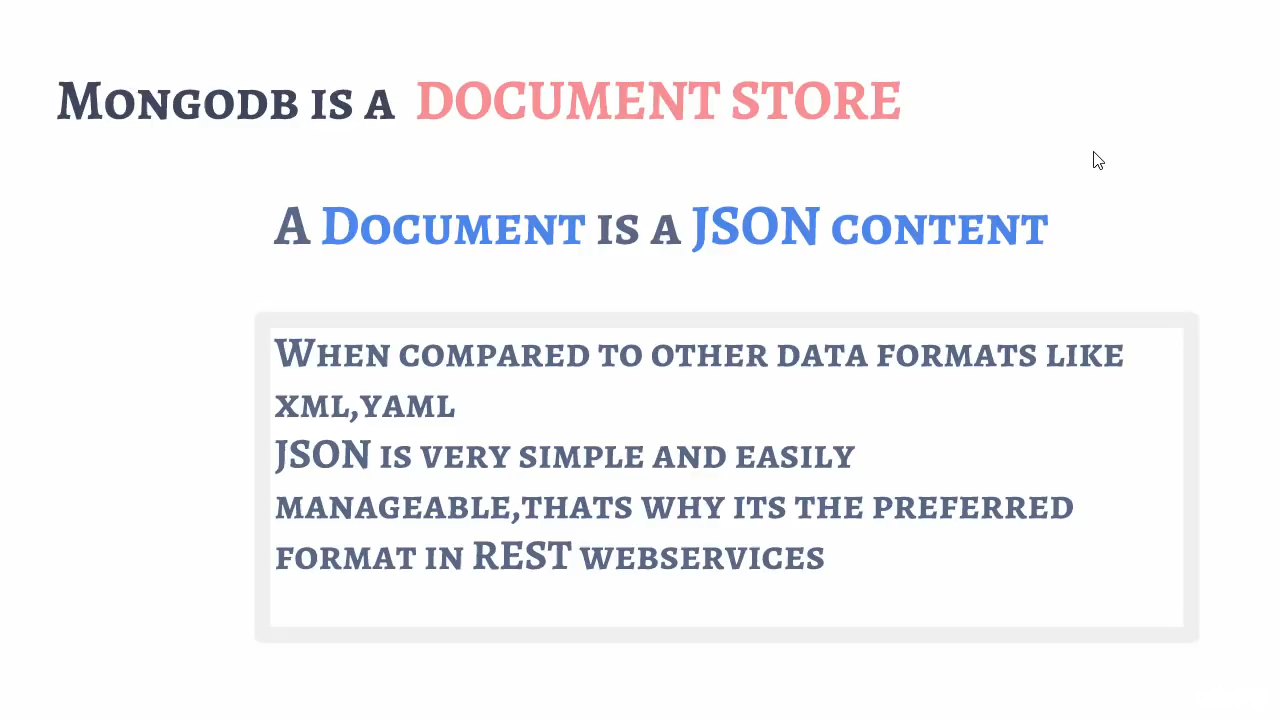 Mongodb is a DOCUMENT STORE
A Document is a JSON content
When compared to other data formats like
xml,yaml
JSON is very simple and easily
manageable,thats why its the preferred
format in REST webservices